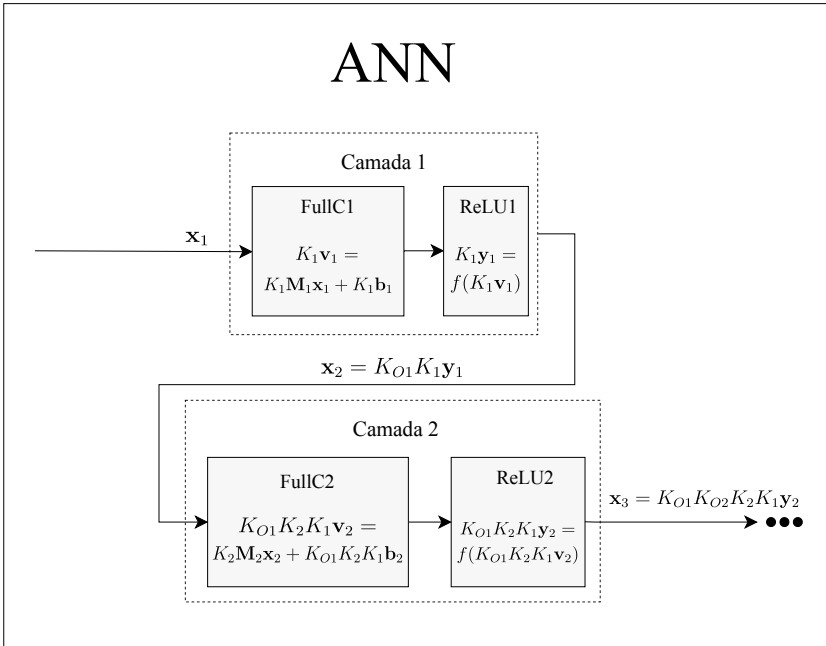 ANN
Camada 1
FullC1
K₁v₁ =
K₁M₁x₁ + K₁b₁
ReLU1
K₁y₁ =
f(K₁v₁)
x₁
x₂ = K_{O1}K₁y₁
Camada 2
FullC2
K_{O1}K₂K₁v₂ =
K₂M₂x₂ + K_{O1}K₂K₁b₂
ReLU2
K_{O1}K₂K₁y₂ =
f(K_{O1}K₂K₁v₂)
x₃ = K_{O1}K_{O2}K₂K₁y₂